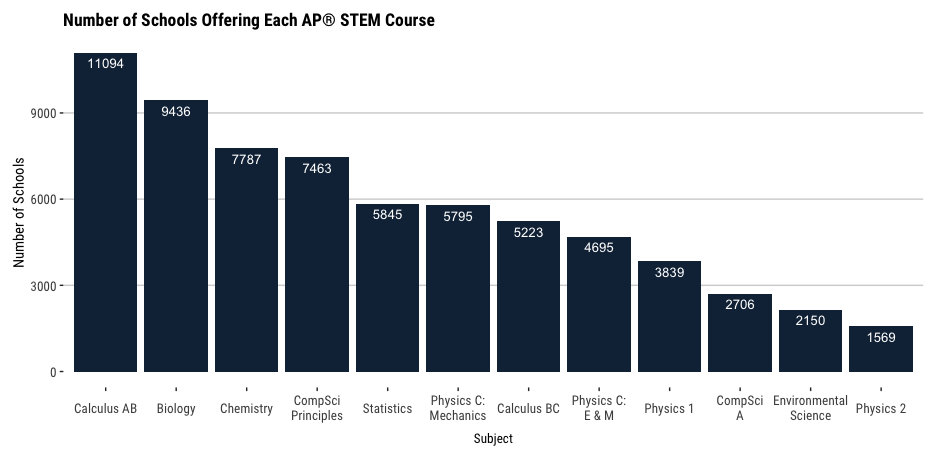 Number of Schools Offering Each AP® STEM Course
Number of Schools
9000
6000
3000
0
11094
9436
7787
7463
5845
5795
5223
4695
3839
2706
2150
1569
Calculus AB
Biology
Chemistry
CompSci
Principles
Statistics
Physics C:
Mechanics
Calculus BC
Physics C:
E & M
Physics 1
CompSci
A
Environmental
Science
Physics 2
Subject